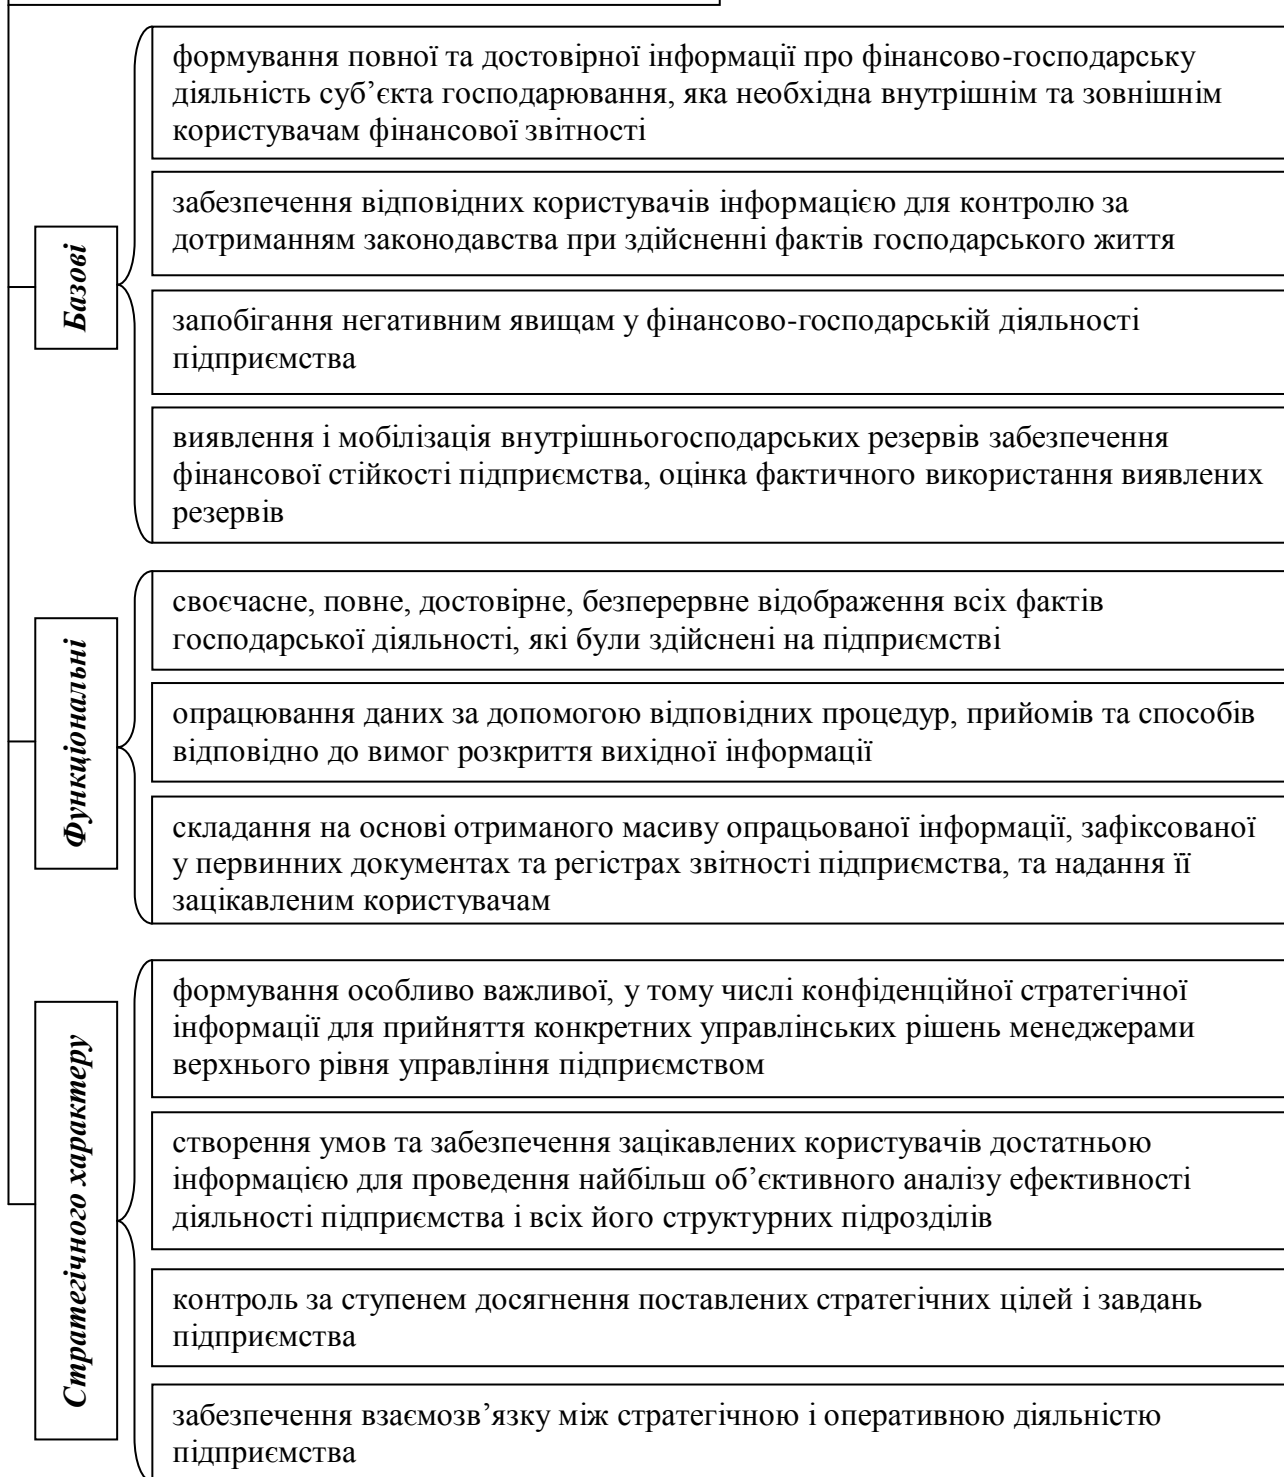 Базові
формування повної та достовірної інформації про фінансово-господарську
діяльність суб’єкта господарювання, яка необхідна внутрішнім та зовнішнім
користувачам фінансової звітності
забезпечення відповідних користувачів інформацією для контролю за
дотриманням законодавства при здійсненні фактів господарського життя
запобігання негативним явищам у фінансово-господарській діяльності
підприємства
виявлення і мобілізація внутрішньогосподарських резервів забезпечення
фінансової стійкості підприємства, оцінка фактичного використання виявлених
резервів
Функціональні
своєчасне, повне, достовірне, безперервне відображення всіх фактів
господарської діяльності, які були здійснені на підприємстві
опрацювання даних за допомогою відповідних процедур, прийомів та способів
відповідно до вимог розкриття вихідної інформації
складання на основі отриманого масиву опрацьованої інформації, зафіксованої
у первинних документах та регістрах звітності підприємства, та надання її
зацікавленим користувачам
Стратегічного характеру
формування особливо важливої, у тому числі конфіденційної стратегічної
інформації для прийняття конкретних управлінських рішень менеджерами
верхнього рівня управління підприємством
створення умов та забезпечення зацікавлених користувачів достатньою
інформацією для проведення найбільш об’єктивного аналізу ефективності
діяльності підприємства і всіх його структурних підрозділів
контроль за ступенем досягнення поставлених стратегічних цілей і завдань
підприємства
забезпечення взаємозв’язку між стратегічною і оперативною діяльністю
підприємства